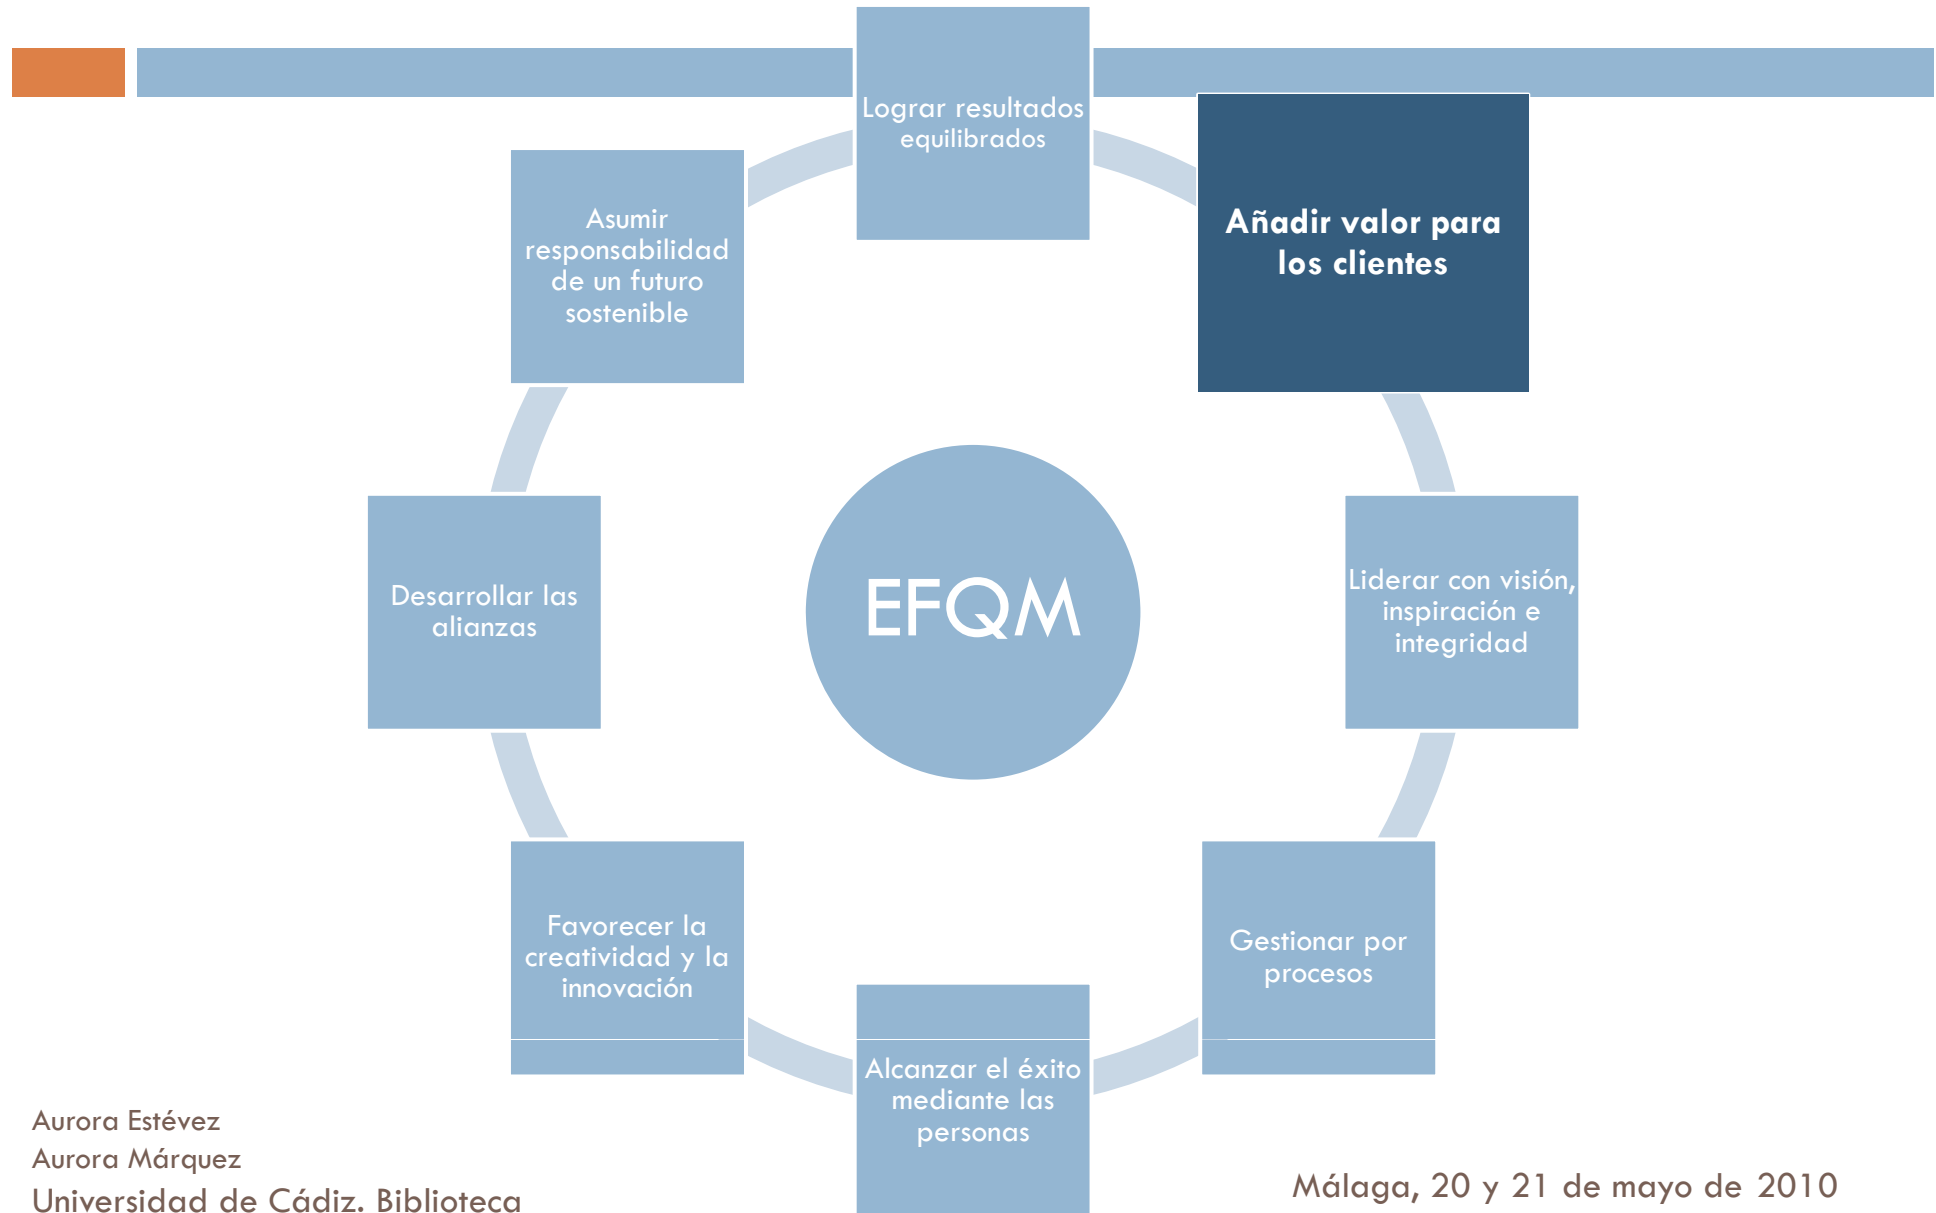 Lograr resultados
equilibrados
Añadir valor para
los clientes
Asumir
responsabilidad
de un futuro
sostenible
Desarrollar las
alianzas
EFQM
Liderar con visión,
inspiración e
integridad
Favorecer la
creatividad y la
innovación
Gestionar por
procesos
Alcanzar el éxito
mediante las
personas
Aurora Estévez
Aurora Márquez
Universidad de Cádiz. Biblioteca
Málaga, 20 y 21 de mayo de 2010